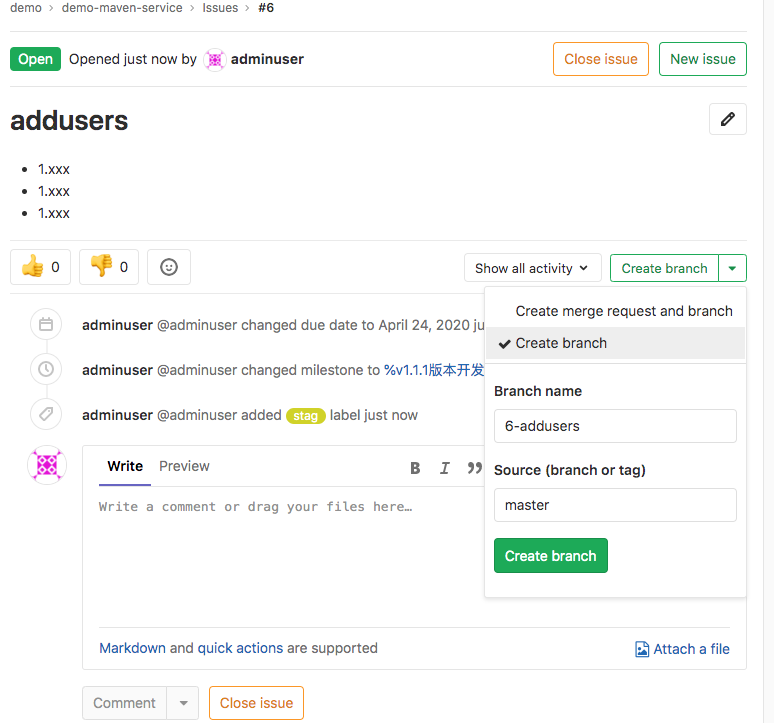 demo > demo-maven-service > Issues > #6
Open Opened just now by adminuser Close issue New issue
addusers
• 1.xxx
• 1.xxx
• 1.xxx
0 0 Show all activity Create branch
Create merge request and branch
Create branch
Branch name
6-addusers
Source (branch or tag)
master
Create branch
adminuser @adminuser changed due date to April 24, 2020 ju
adminuser @adminuser changed milestone to %v1.1.1版本开发
adminuser @adminuser added stag label just now
Write Preview B I ”
Write a comment or drag your files here…
Markdown and quick actions are supported Attach a file
Comment Close issue